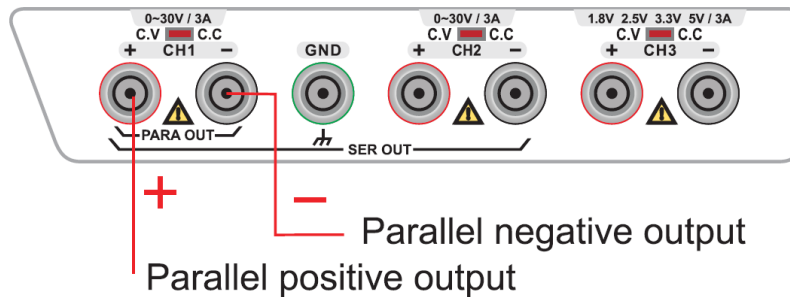 0~30V / 3A
C.V C.C
+ CH1 −
GND
0~30V / 3A
C.V C.C
+ CH2 −
1.8V 2.5V 3.3V 5V / 3A
C.V C.C
+ CH3 −
PARA OUT
SER OUT
+ −
Parallel negative output
Parallel positive output